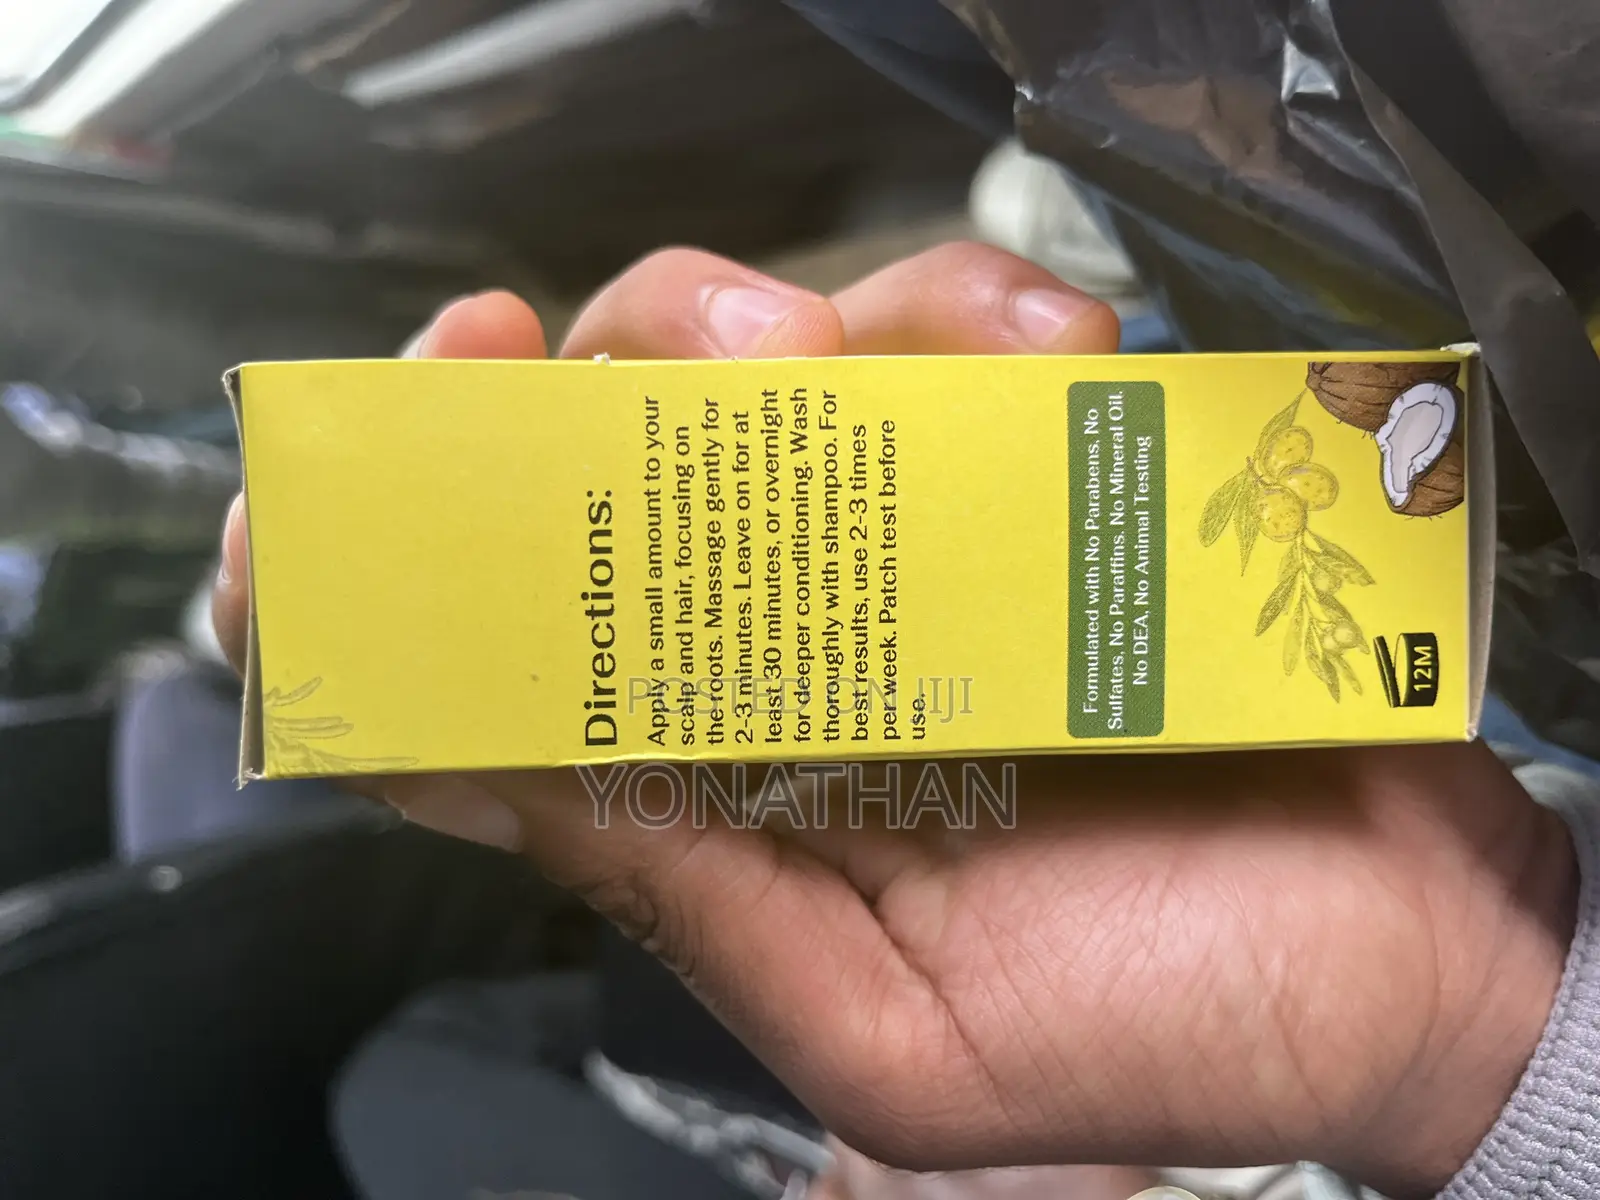 Directions:
Apply a small amount to your
scalp and hair, focusing on
the roots. Massage gently for
2-3 minutes. Leave on for at
least 30 minutes, or overnight
for deeper conditioning. Wash
thoroughly with shampoo. For
best results, use 2-3 times
per week. Patch test before
use.
Formulated with No Parabens. No
Sulfates, No Paraffins. No Mineral Oil.
No DEA, No Animal Testing
12M
POSTED ON JIJI
YONATHAN